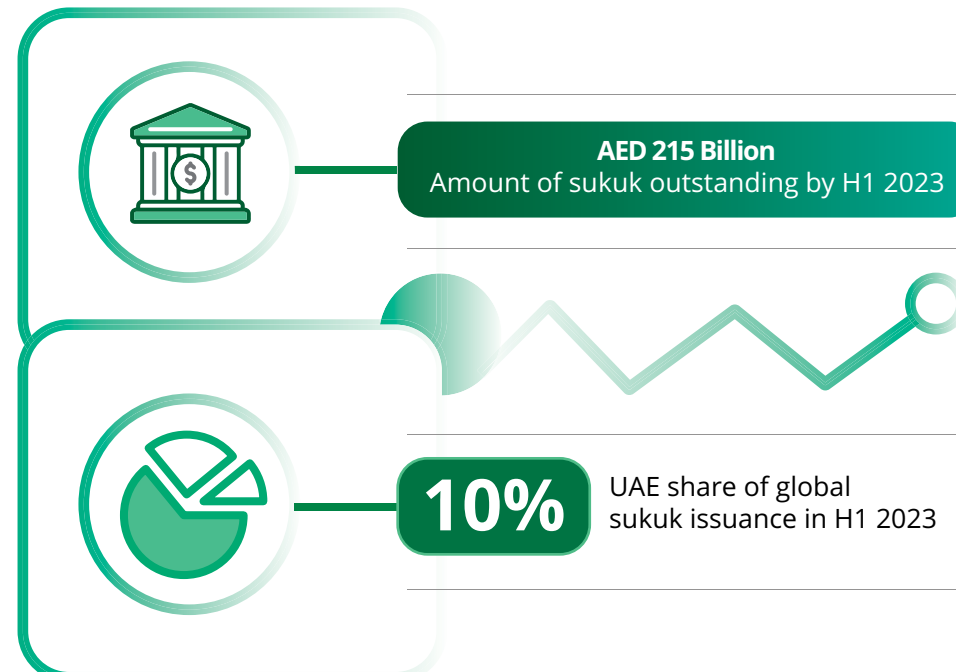 $
AED 215 Billion
Amount of sukuk outstanding by H1 2023
10%
UAE share of global
sukuk issuance in H1 2023